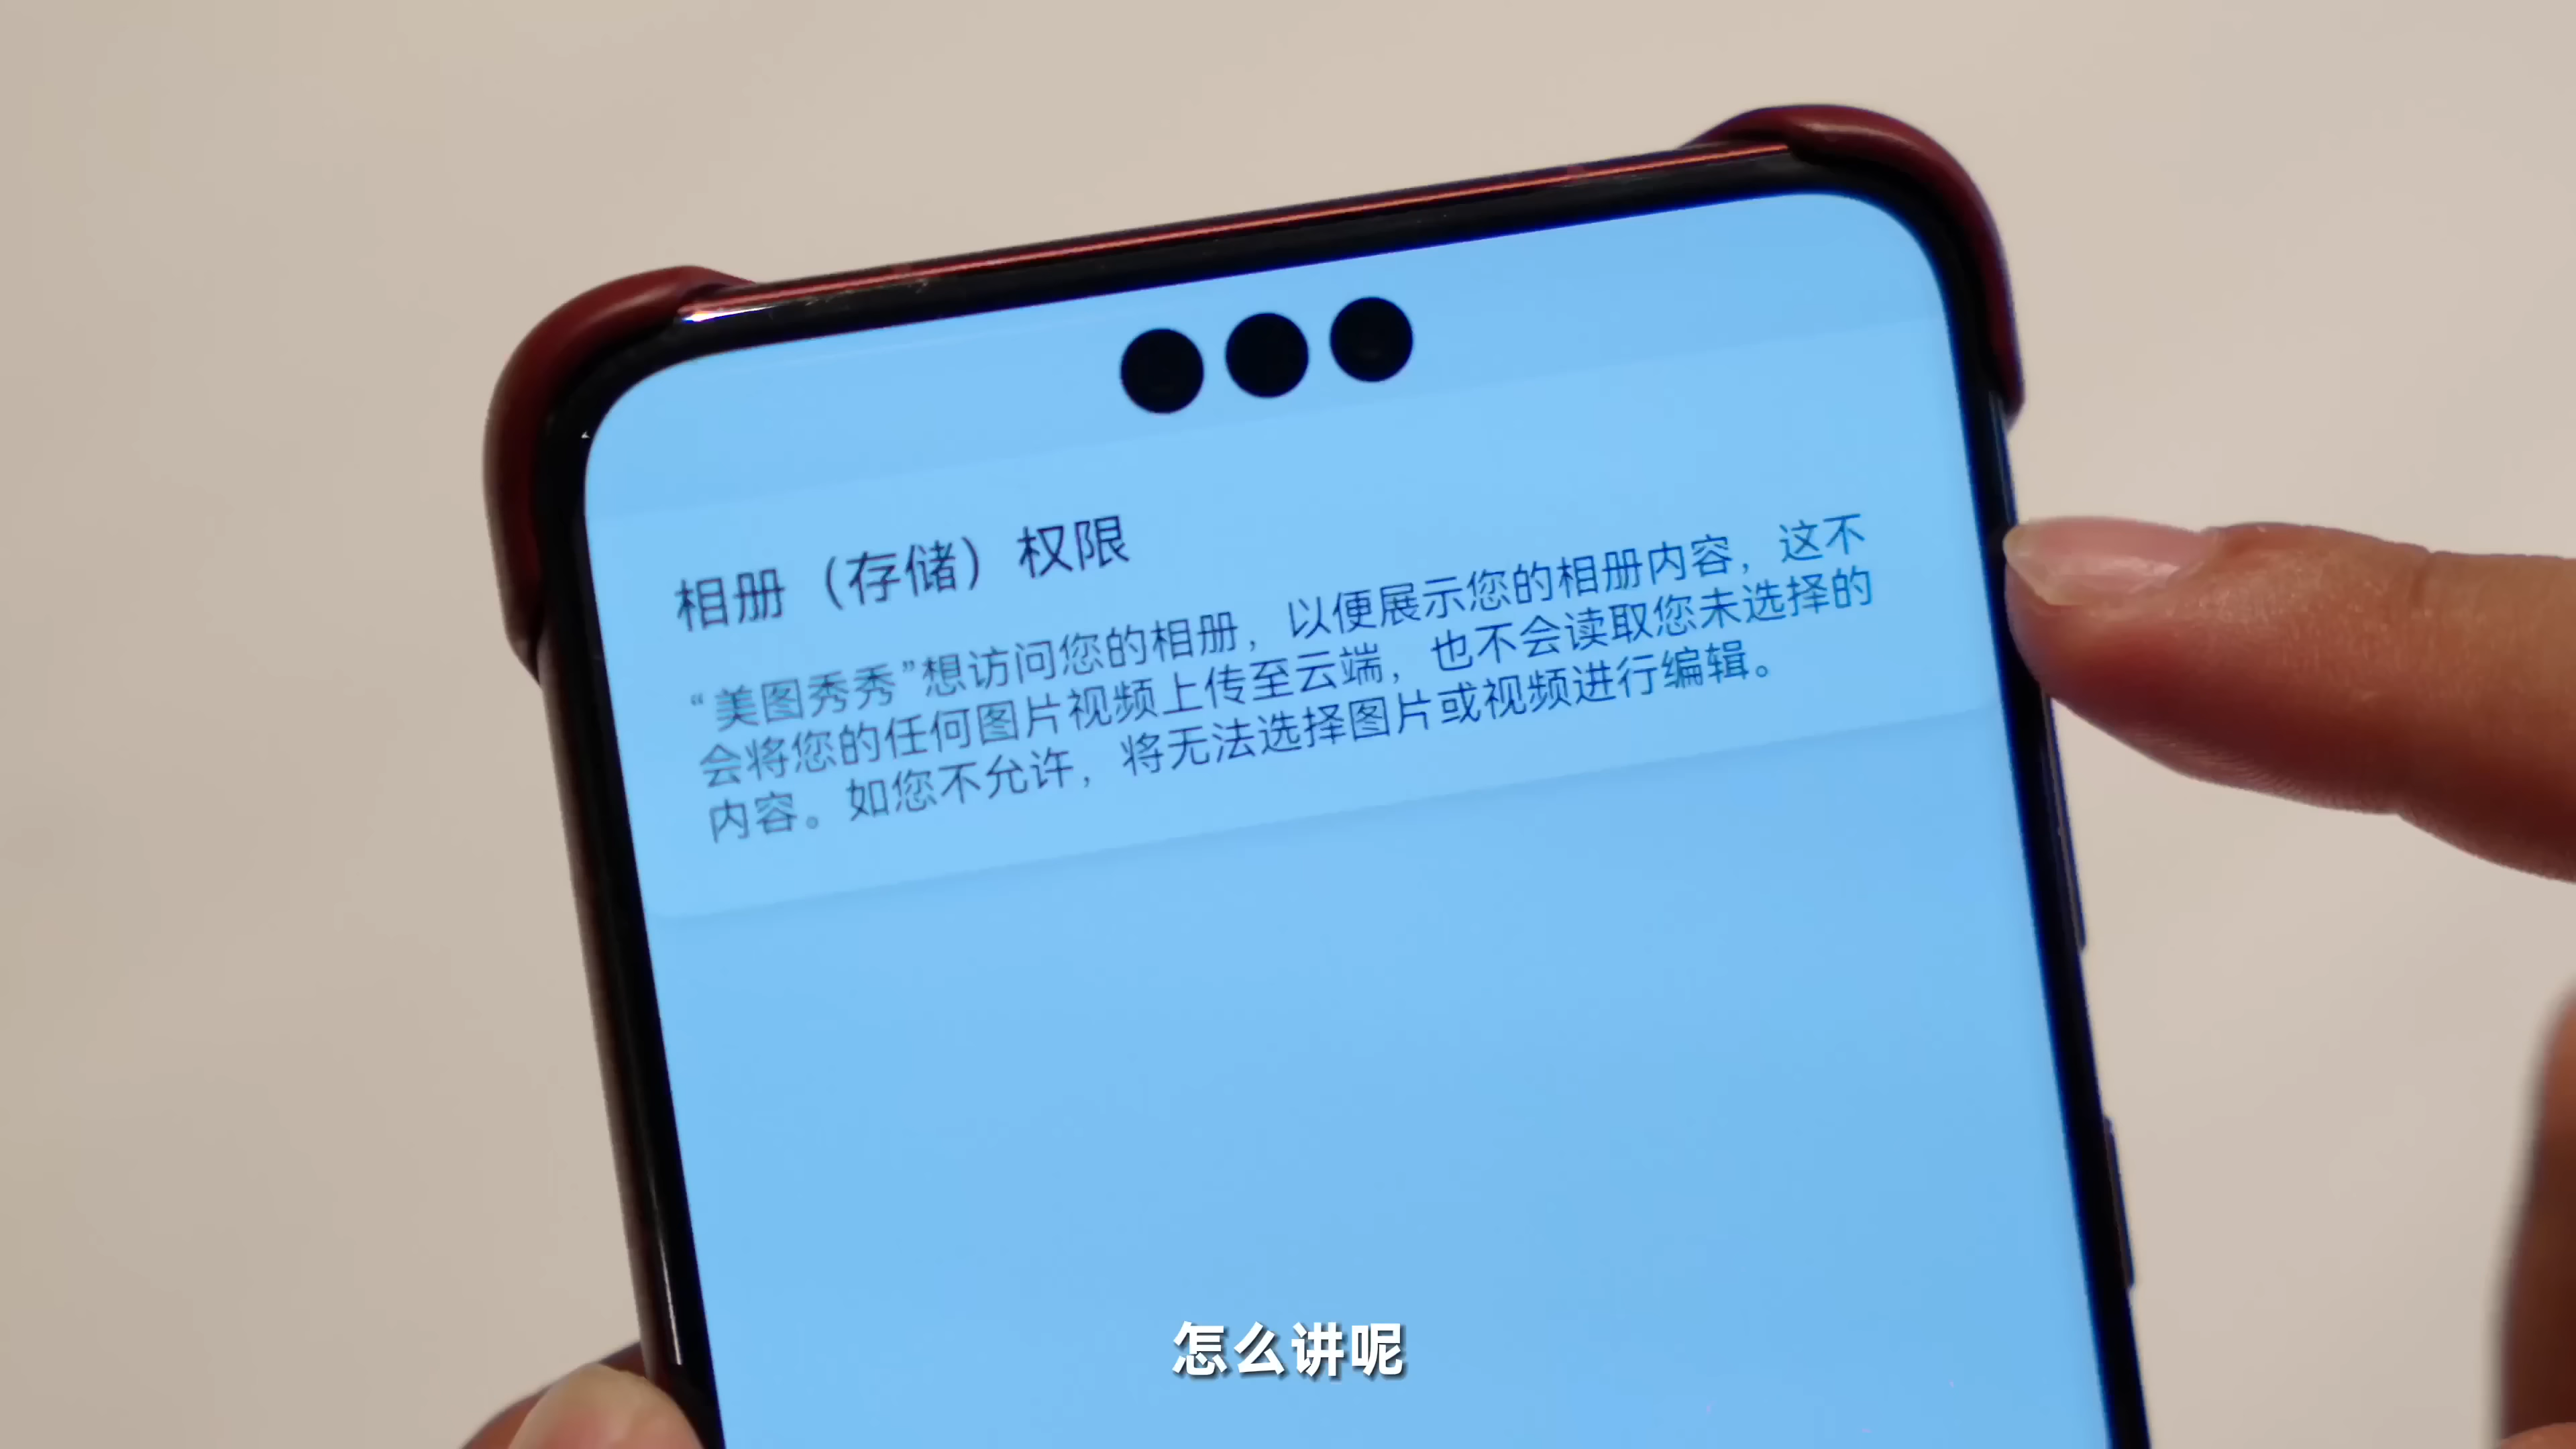 相册（存储）权限
“美图秀秀”想访问您的相册，以便展示您的相册内容，这不
会将您的任何图片视频上传至云端，也不会读取您未选择的
内容。如您不允许，将无法选择图片或视频进行编辑。
怎么讲呢